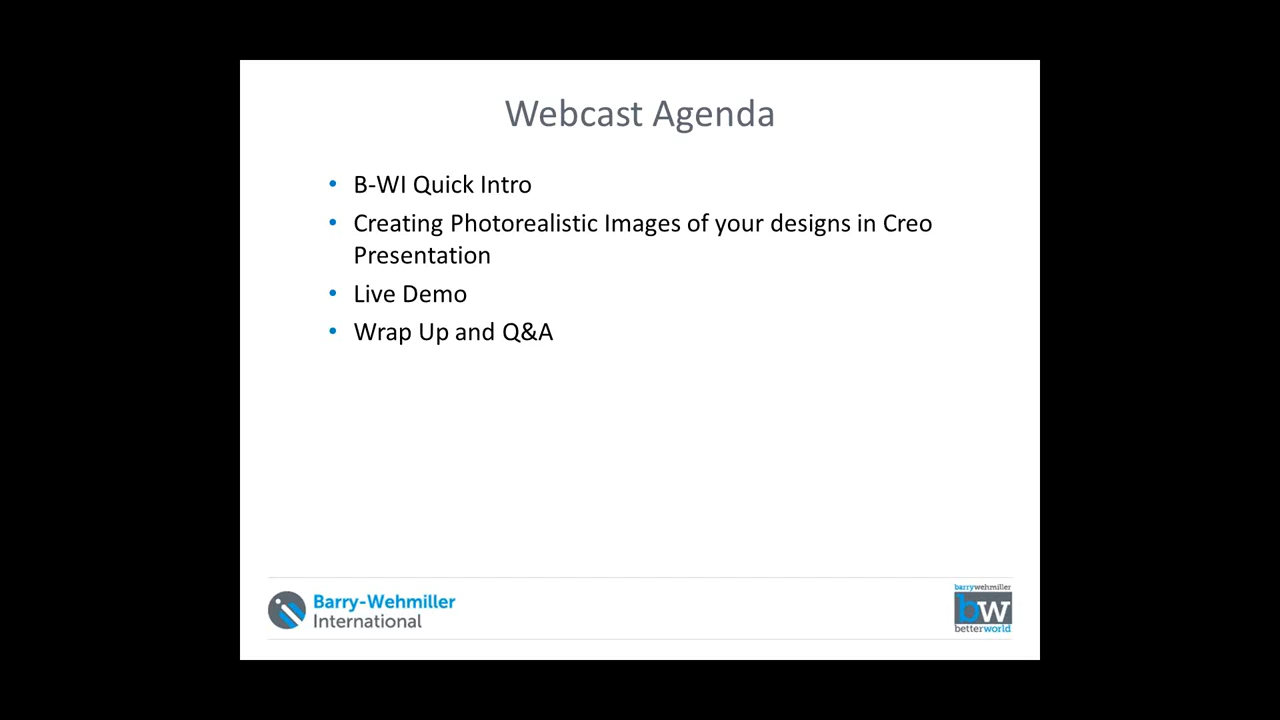 Webcast Agenda
• B-WI Quick Intro
• Creating Photorealistic Images of your designs in Creo
Presentation
• Live Demo
• Wrap Up and Q&A
Barry-Wehmiller
International
barrywehmiller
bw
betterworld